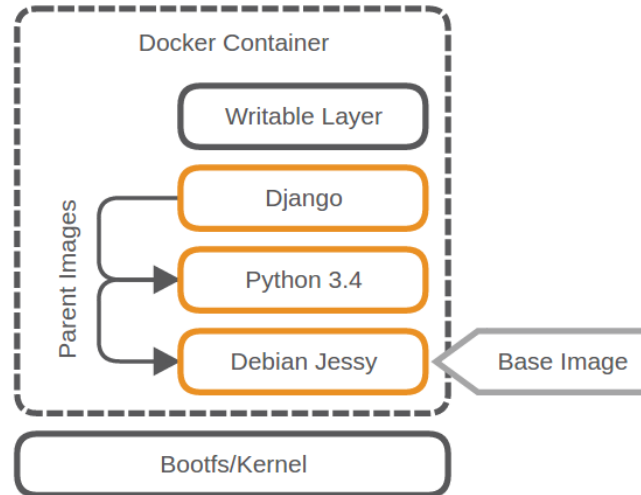 Docker Container
Writable Layer
Django
Parent Images
Python 3.4
Debian Jessy
Base Image
Bootfs/Kernel